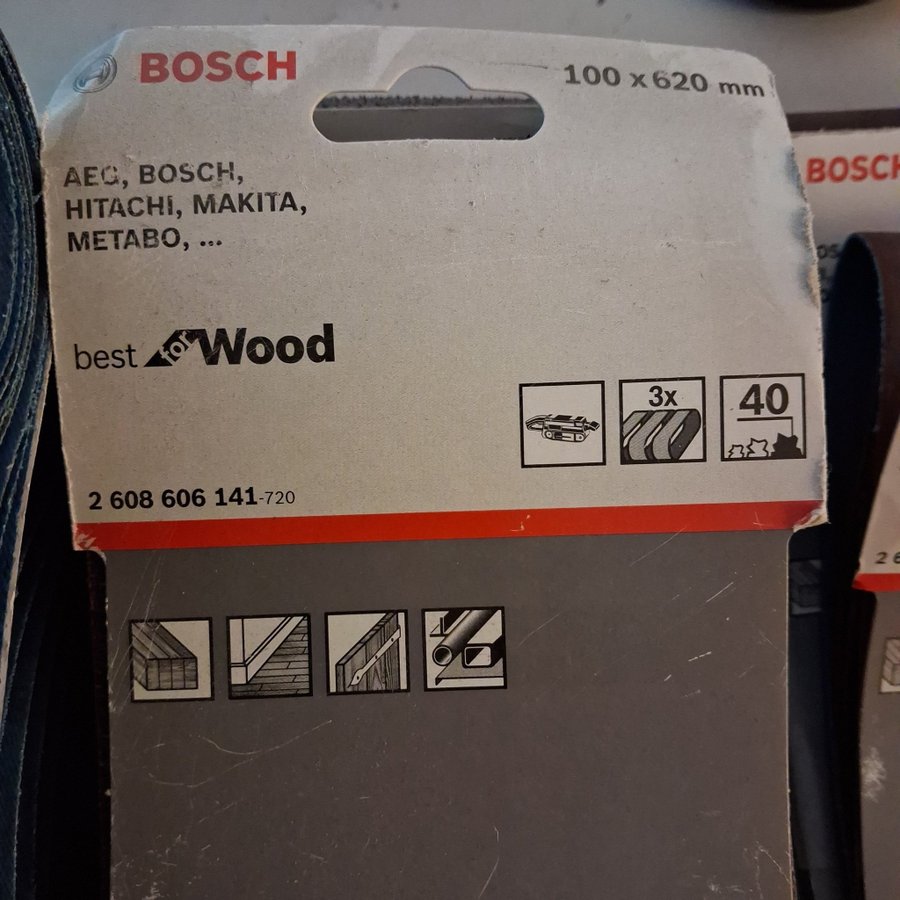 BOSCH
100 x 620 mm
AEG, BOSCH,
HITACHI, MAKITA,
METABO, ...
best for Wood
3x
40
2 608 606 141-720
BOSCH